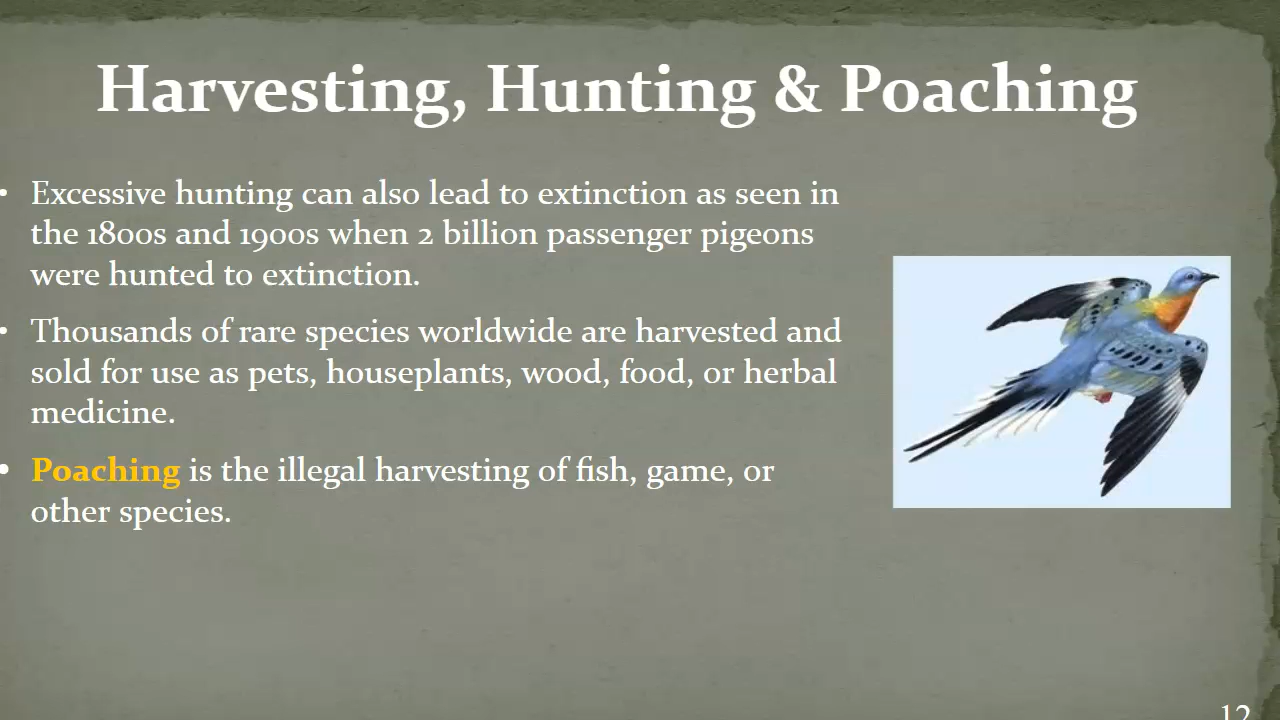 Harvesting, Hunting & Poaching
• Excessive hunting can also lead to extinction as seen in
the 1800s and 1900s when 2 billion passenger pigeons
were hunted to extinction.
• Thousands of rare species worldwide are harvested and
sold for use as pets, houseplants, wood, food, or herbal
medicine.
• Poaching is the illegal harvesting of fish, game, or
other species.
12